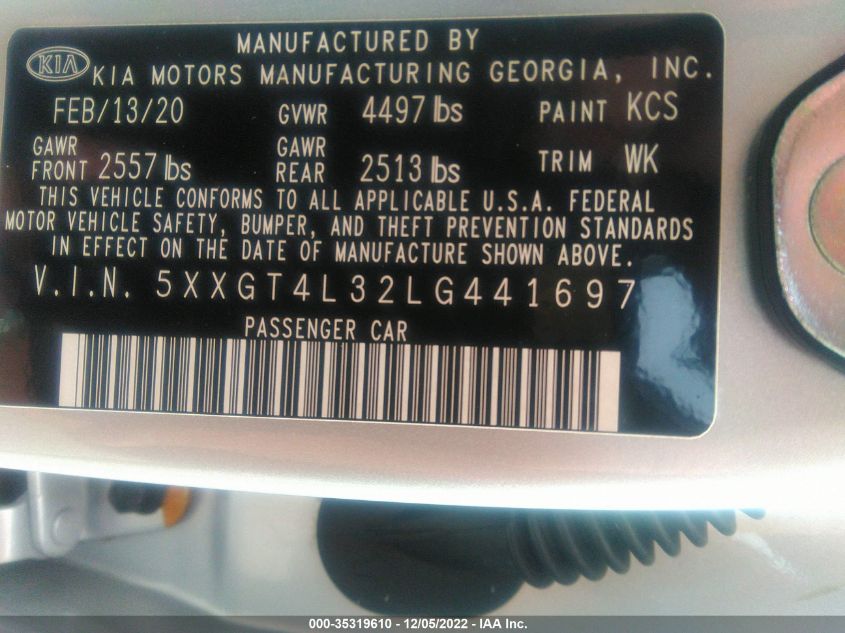 MANUFACTURED BY
KIA KIA MOTORS MANUFACTURING GEORGIA, INC.
FEB/13/20 GVWR 4497 lbs PAINT KCS
GAWR FRONT 2557 lbs GAWR REAR 2513 lbs TRIM WK
THIS VEHICLE CONFORMS TO ALL APPLICABLE U.S.A. FEDERAL
MOTOR VEHICLE SAFETY, BUMPER, AND THEFT PREVENTION STANDARDS
IN EFFECT ON THE DATE OF MANUFACTURE SHOWN ABOVE.
V.I.N. 5XXGT4L32LG441697
PASSENGER CAR
000-35319610 - 12/05/2022 - IAA Inc.